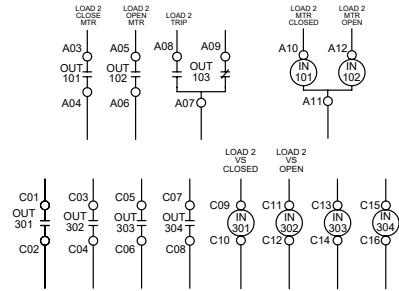 LOAD 2
CLOSE
MTR
LOAD 2
OPEN
MTR
LOAD 2
TRIP
LOAD 2
MTR
CLOSED
LOAD 2
MTR
OPEN
A03
A05
A08
A09
A10
A12
OUT
101
OUT
102
OUT
103
IN
101
IN
102
A04
A06
A07
A11
LOAD 2
VS
CLOSED
LOAD 2
VS
OPEN
C01
C03
C05
C07
C09
C11
C13
C15
OUT
301
OUT
302
OUT
303
OUT
304
IN
301
IN
302
IN
303
IN
304
C02
C04
C06
C08
C10
C12
C14
C16